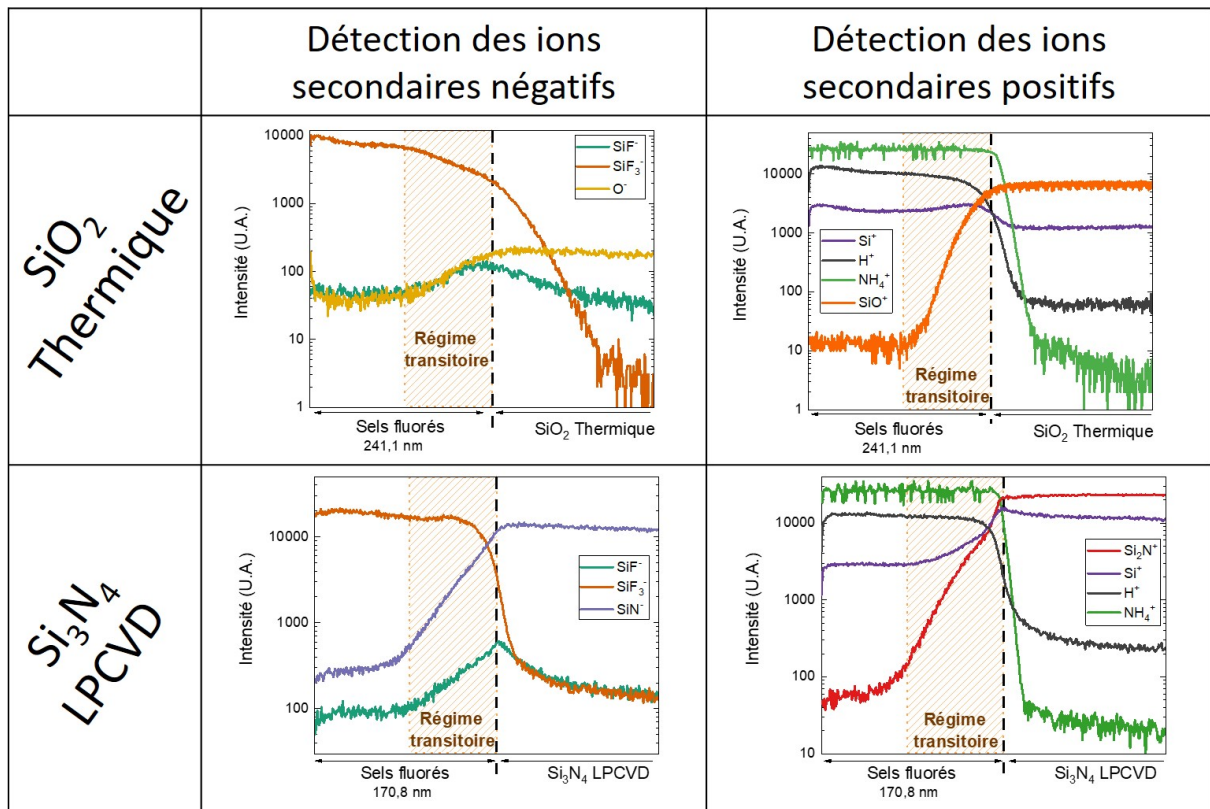 Détection des ions
secondaires négatifs
Détection des ions
secondaires positifs
SiO2
Thermique
Intensité (U.A.)
10000
1000
100
10
1
SiF-
SiF3-
O-
Régime
transitoire
Sels fluorés
241,1 nm
SiO2 Thermique
Intensité (U.A.)
10000
1000
100
10
1
Si+
H+
NH4+
SiO+
Régime
transitoire
Sels fluorés
241,1 nm
SiO2 Thermique
Si3N4
LPCVD
Intensité (U.A.)
10000
1000
100
SiF-
SiF3-
SiN-
Régime
transitoire
Sels fluorés
170,8 nm
Si3N4 LPCVD
Intensité (U.A.)
10000
1000
100
10
Si2N+
Si+
H+
NH4+
Régime
transitoire
Sels fluorés
170,8 nm
Si3N4 LPCVD